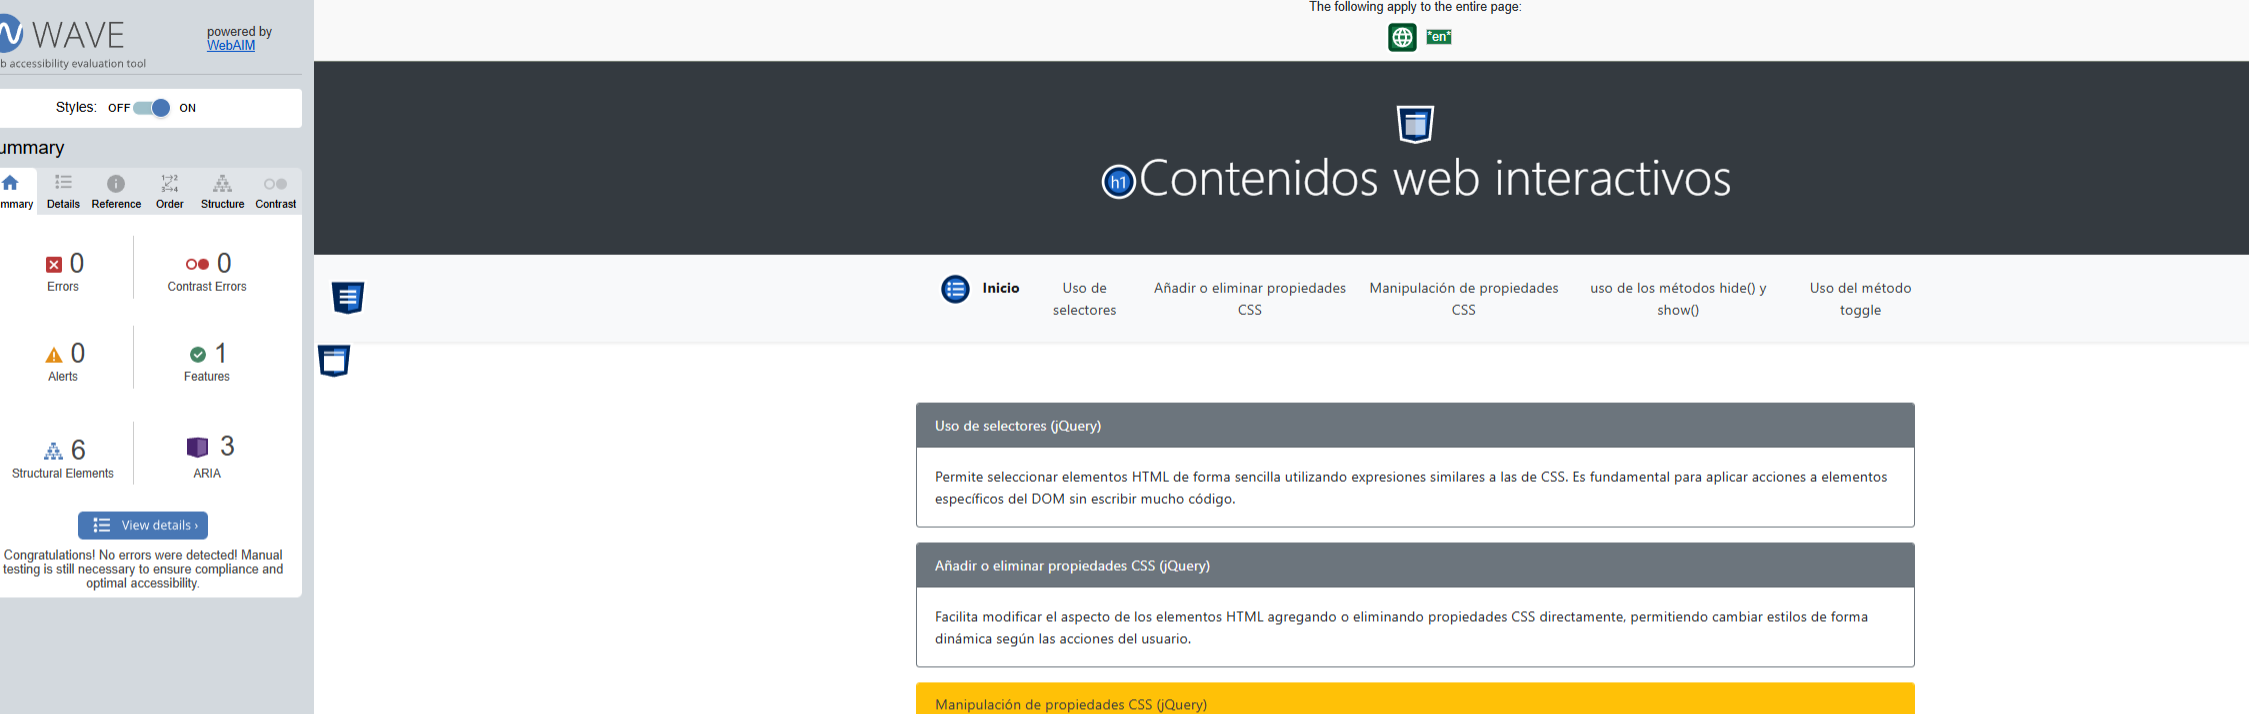 The following apply to the entire page:
*en*
WAVE
powered by
WebAIM
b accessibility evaluation tool
Styles: OFF ON
ummary
mmary Details Reference Order Structure Contrast
0
Errors
0
Contrast Errors
0
Alerts
1
Features
6
Structural Elements
3
ARIA
View details ›
Congratulations! No errors were detected! Manual
testing is still necessary to ensure compliance and
optimal accessibility.
h1 Contenidos web interactivos
Inicio
Uso de
selectores
Añadir o eliminar propiedades
CSS
Manipulación de propiedades
CSS
uso de los métodos hide() y
show()
Uso del método
toggle
Uso de selectores (jQuery)
Permite seleccionar elementos HTML de forma sencilla utilizando expresiones similares a las de CSS. Es fundamental para aplicar acciones a elementos
específicos del DOM sin escribir mucho código.
Añadir o eliminar propiedades CSS (jQuery)
Facilita modificar el aspecto de los elementos HTML agregando o eliminando propiedades CSS directamente, permitiendo cambiar estilos de forma
dinámica según las acciones del usuario.
Manipulación de propiedades CSS (jQuery)